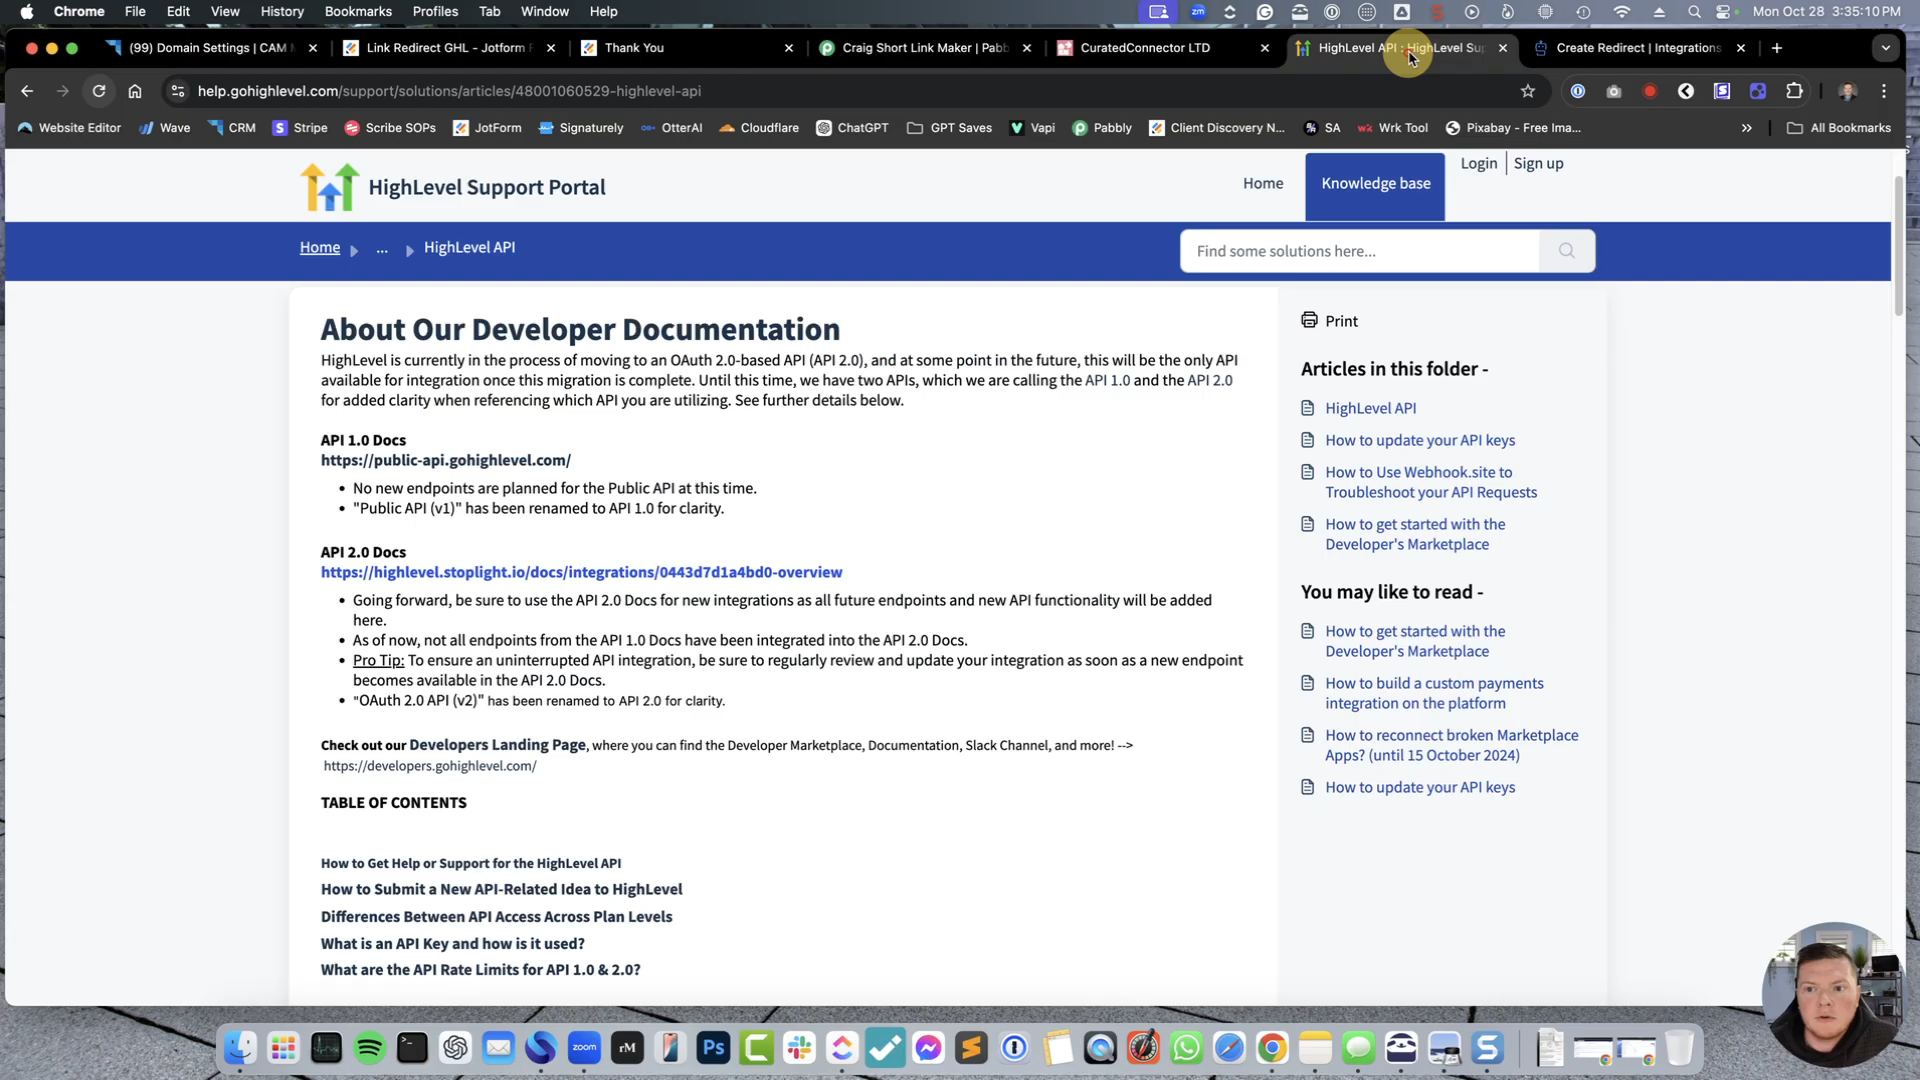 Chrome File Edit View History Bookmarks Profiles Tab Window Help Mon Oct 28 3:35:10 PM
(99) Domain Settings | CAM Link Redirect GHL - Jotform Thank You Craig Short Link Maker | Pabb CuratedConnector LTD HighLevel API : HighLevel Su Create Redirect | Integrations
help.gohighlevel.com/support/solutions/articles/48001060529-highlevel-api
Website Editor Wave CRM Stripe Scribe SOPs JotForm Signaturely OtterAI Cloudflare ChatGPT GPT Saves Vapi Pabbly Client Discovery N... SA Wrk Tool Pixabay - Free Ima... » All Bookmarks
HighLevel Support Portal
Home Knowledge base Login Sign up
Home ... HighLevel API
Find some solutions here...
About Our Developer Documentation
HighLevel is currently in the process of moving to an OAuth 2.0-based API (API 2.0), and at some point in the future, this will be the only API
available for integration once this migration is complete. Until this time, we have two APIs, which we are calling the API 1.0 and the API 2.0
for added clarity when referencing which API you are utilizing. See further details below.
API 1.0 Docs
https://public-api.gohighlevel.com/
• No new endpoints are planned for the Public API at this time.
• "Public API (v1)" has been renamed to API 1.0 for clarity.
API 2.0 Docs
https://highlevel.stoplight.io/docs/integrations/0443d7d1a4bd0-overview
• Going forward, be sure to use the API 2.0 Docs for new integrations as all future endpoints and new API functionality will be added
here.
• As of now, not all endpoints from the API 1.0 Docs have been integrated into the API 2.0 Docs.
• Pro Tip: To ensure an uninterrupted API integration, be sure to regularly review and update your integration as soon as a new endpoint
becomes available in the API 2.0 Docs.
• "OAuth 2.0 API (v2)" has been renamed to API 2.0 for clarity.
Check out our Developers Landing Page, where you can find the Developer Marketplace, Documentation, Slack Channel, and more! -->
https://developers.gohighlevel.com/
TABLE OF CONTENTS
How to Get Help or Support for the HighLevel API
How to Submit a New API-Related Idea to HighLevel
Differences Between API Access Across Plan Levels
What is an API Key and how is it used?
What are the API Rate Limits for API 1.0 & 2.0?
Print
Articles in this folder -
HighLevel API
How to update your API keys
How to Use Webhook.site to
Troubleshoot your API Requests
How to get started with the
Developer's Marketplace
You may like to read -
How to get started with the
Developer's Marketplace
How to build a custom payments
integration on the platform
How to reconnect broken Marketplace
Apps? (until 15 October 2024)
How to update your API keys
zoom rM Ps